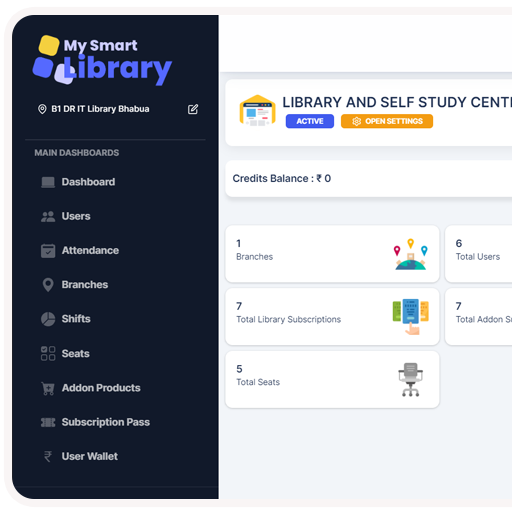 My Smart
Library
B1 DR IT Library Bhabua
MAIN DASHBOARDS
Dashboard
Users
Attendance
Branches
Shifts
Seats
Addon Products
Subscription Pass
User Wallet
LIBRARY AND SELF STUDY CENT
ACTIVE
OPEN SETTINGS
Credits Balance : ₹ 0
1
Branches
6
Total Users
7
Total Library Subscriptions
7
Total Addon S
5
Total Seats